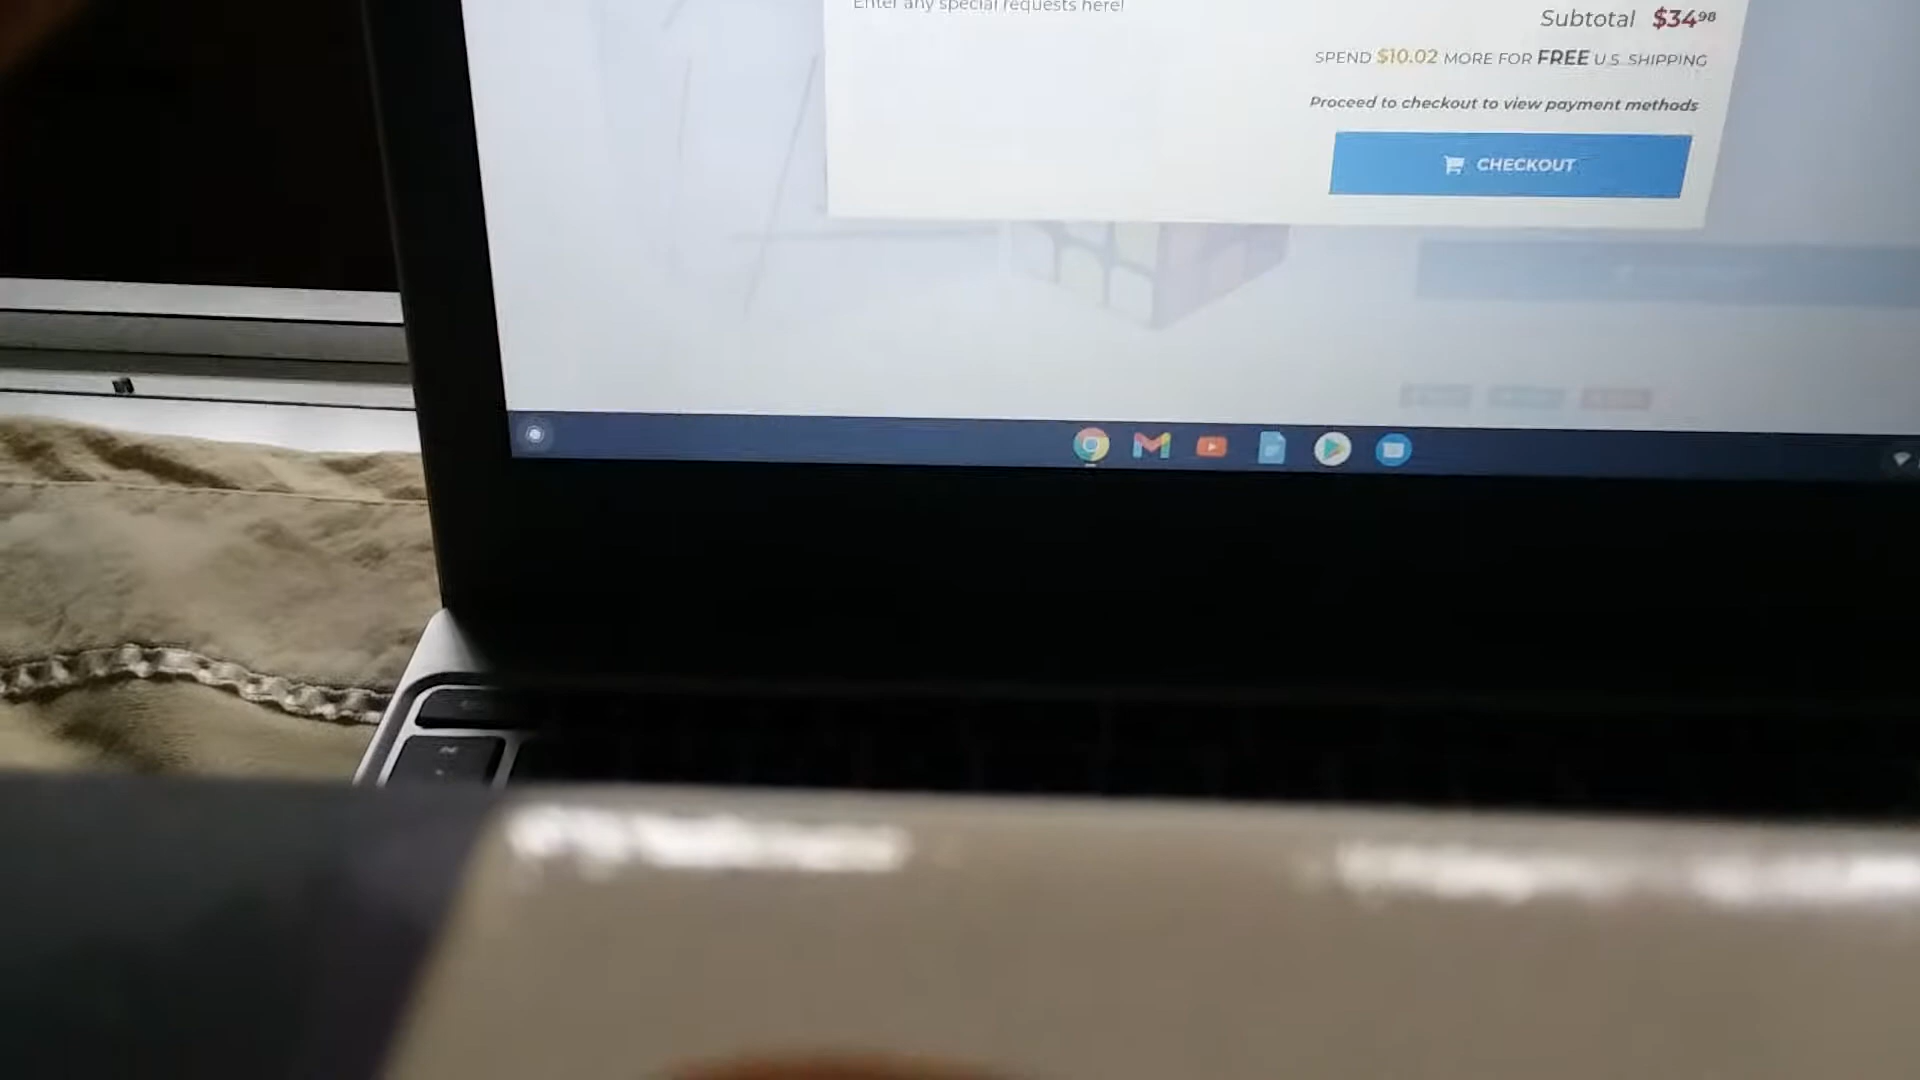 Enter any special requests here!
Subtotal $34.98
SPEND $10.02 MORE FOR FREE U.S. SHIPPING
Proceed to checkout to view payment methods
CHECKOUT